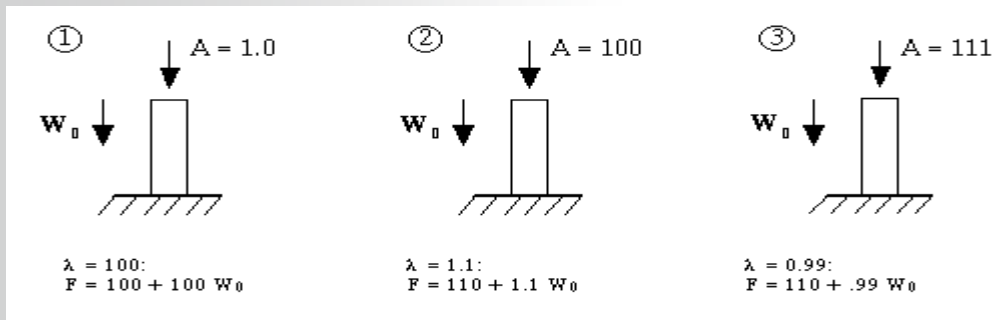 ① A = 1.0
W₀
λ = 100:
F = 100 + 100 W₀
② A = 100
W₀
λ = 1.1:
F = 110 + 1.1 W₀
③ A = 111
W₀
λ = 0.99:
F = 110 + .99 W₀